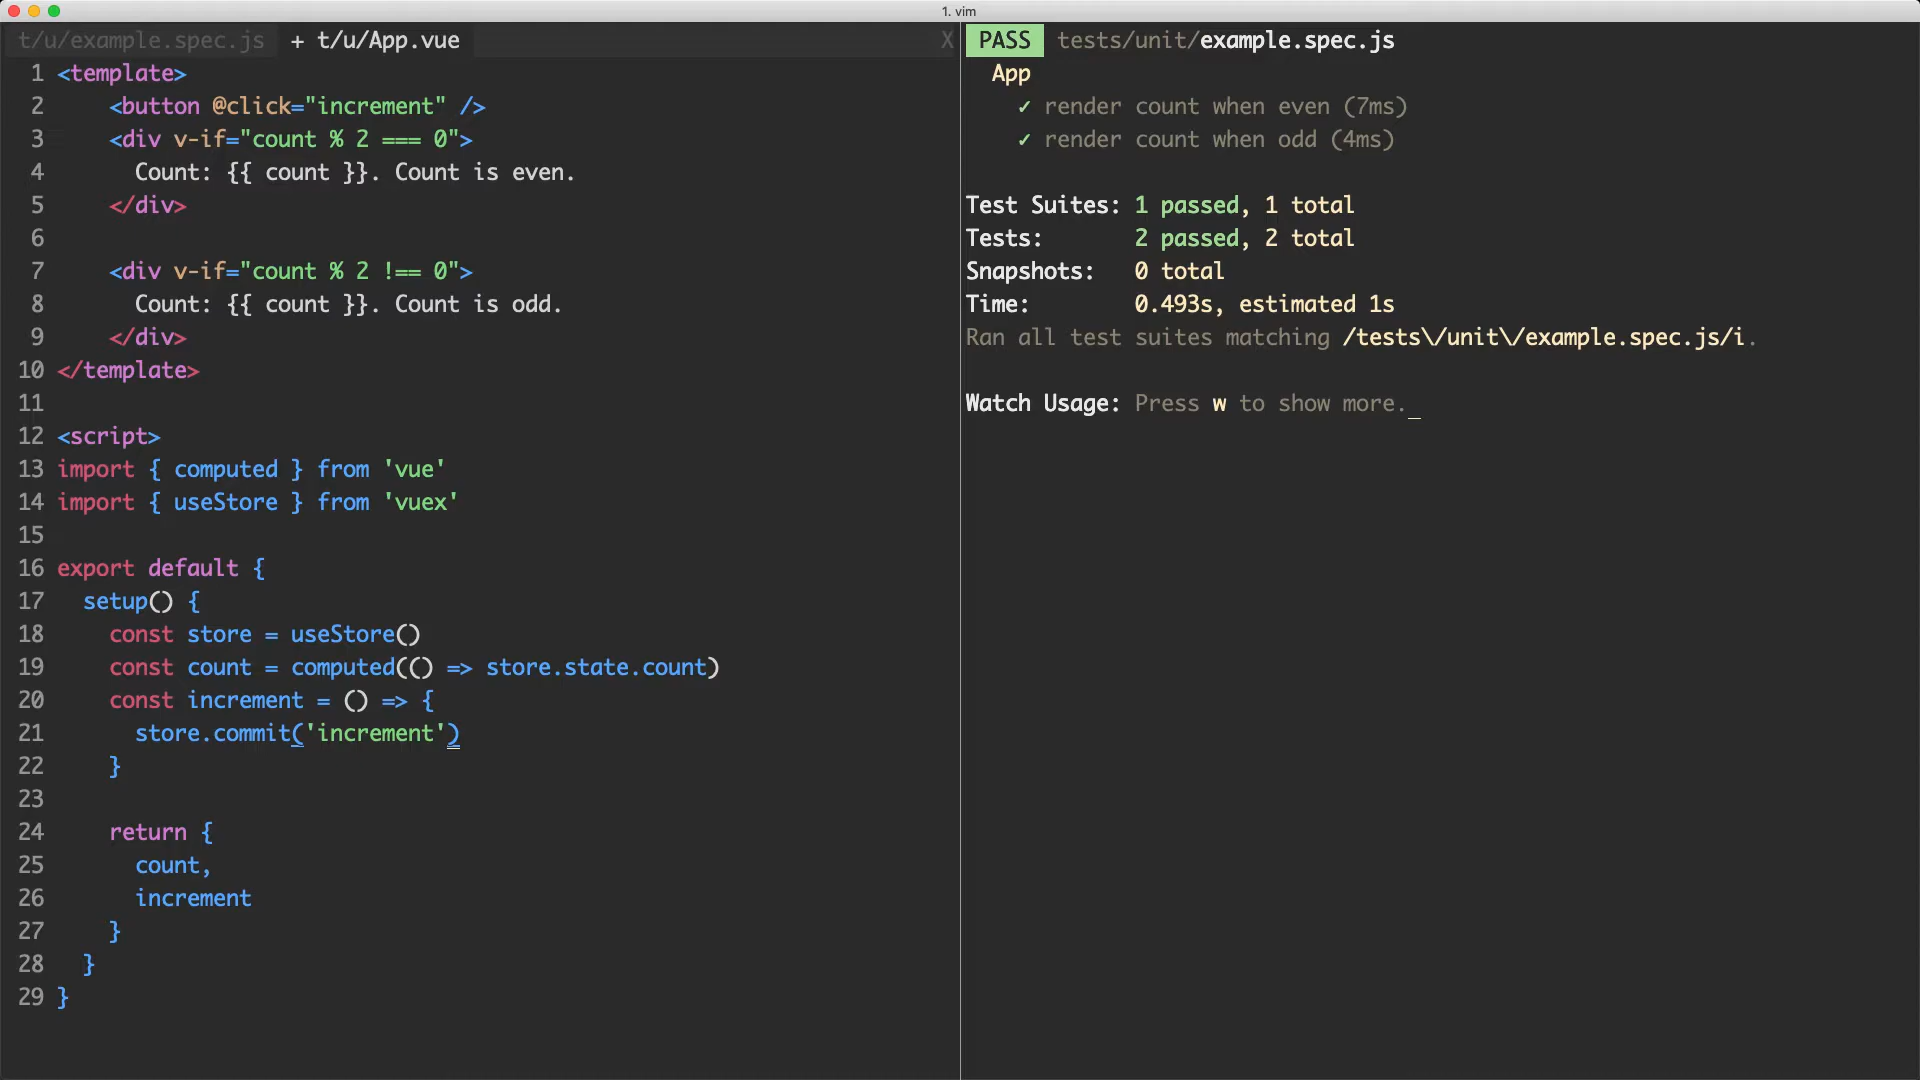 1. vim
t/u/example.spec.js + t/u/App.vue X
1 <template>
2 <button @click="increment" />
3 <div v-if="count % 2 === 0">
4 Count: {{ count }}. Count is even.
5 </div>
6
7 <div v-if="count % 2 !== 0">
8 Count: {{ count }}. Count is odd.
9 </div>
10 </template>
11
12 <script>
13 import { computed } from 'vue'
14 import { useStore } from 'vuex'
15
16 export default {
17 setup() {
18 const store = useStore()
19 const count = computed(() => store.state.count)
20 const increment = () => {
21 store.commit('increment')
22 }
23
24 return {
25 count,
26 increment
27 }
28 }
29 }
PASS tests/unit/example.spec.js
App
✓ render count when even (7ms)
✓ render count when odd (4ms)
Test Suites: 1 passed, 1 total
Tests: 2 passed, 2 total
Snapshots: 0 total
Time: 0.493s, estimated 1s
Ran all test suites matching /tests\/unit\/example.spec.js/i.
Watch Usage: Press w to show more._